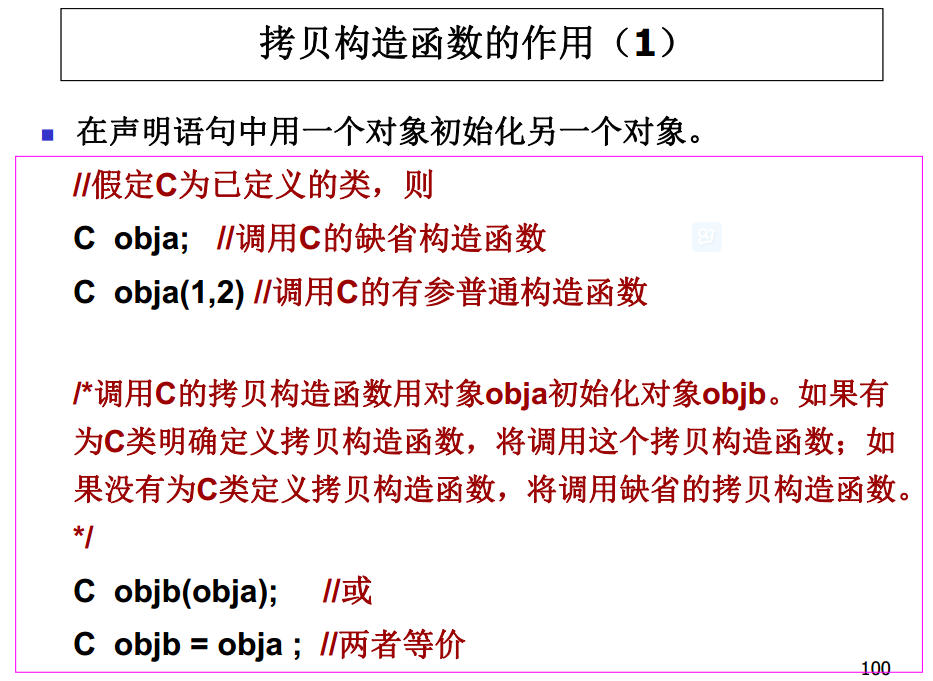 拷贝构造函数的作用（1）
在声明语句中用一个对象初始化另一个对象。
//假定C为已定义的类，则
C obja; //调用C的缺省构造函数
C obja(1,2) //调用C的有参普通构造函数
/*调用C的拷贝构造函数用对象obja初始化对象objb。如果有
为C类明确定义拷贝构造函数，将调用这个拷贝构造函数；如
果没有为C类定义拷贝构造函数，将调用缺省的拷贝构造函数。
*/
C objb(obja); //或
C objb = obja ; //两者等价
100